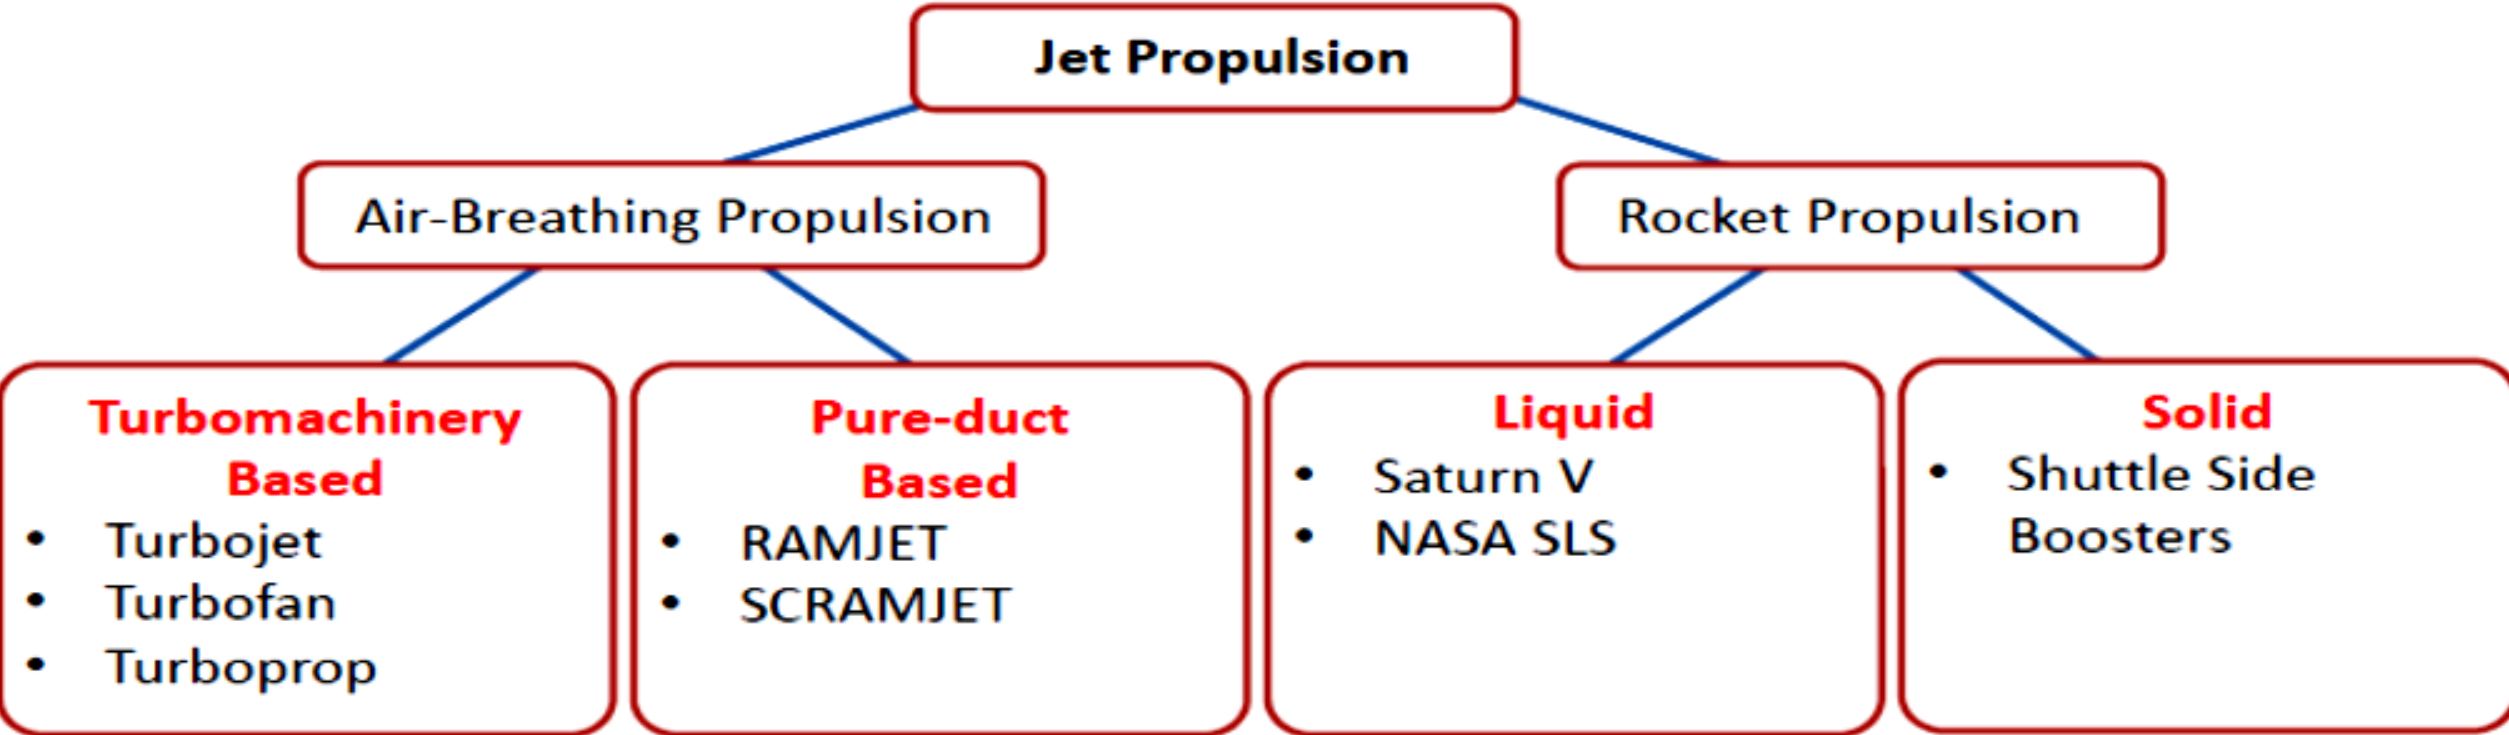 Jet Propulsion
Air-Breathing Propulsion
Rocket Propulsion
Turbomachinery
Based
• Turbojet
• Turbofan
• Turboprop
Pure-duct
Based
• RAMJET
• SCRAMJET
Liquid
• Saturn V
• NASA SLS
Solid
• Shuttle Side
Boosters